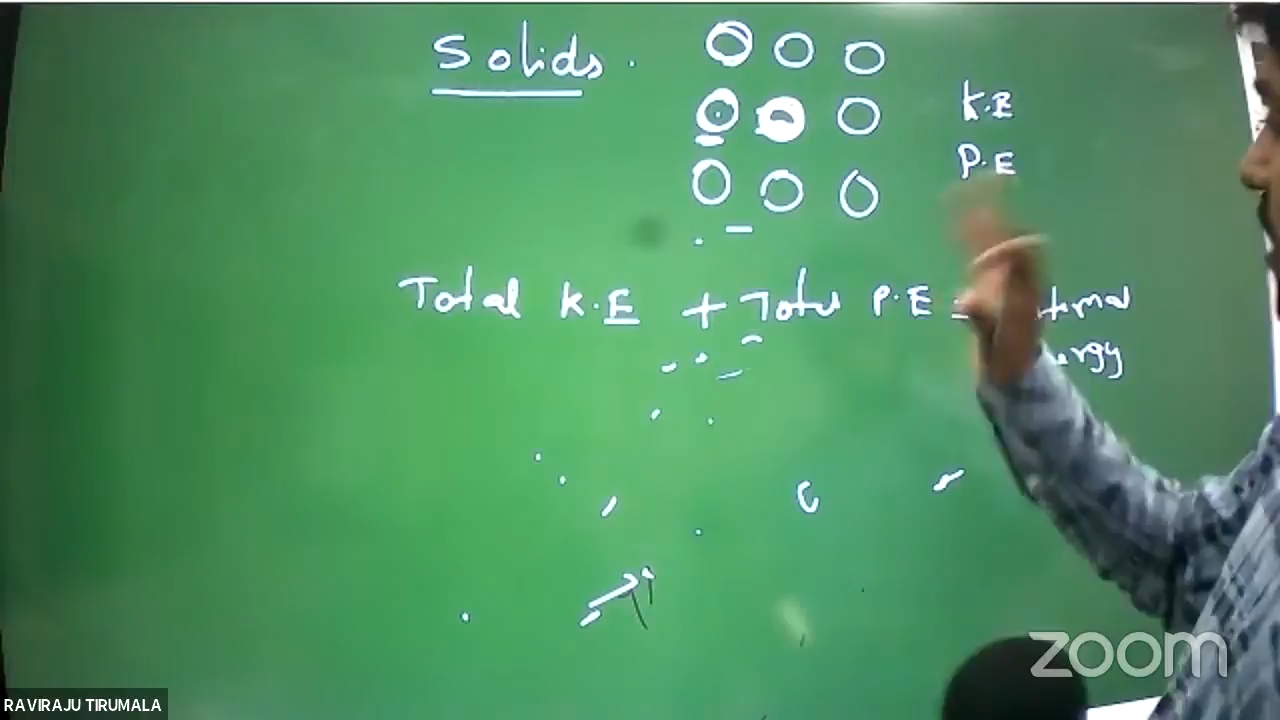 Solids.
K.E
P.E
Total K.E + Total P.E =
zoom
RAVIRAJU TIRUMALA